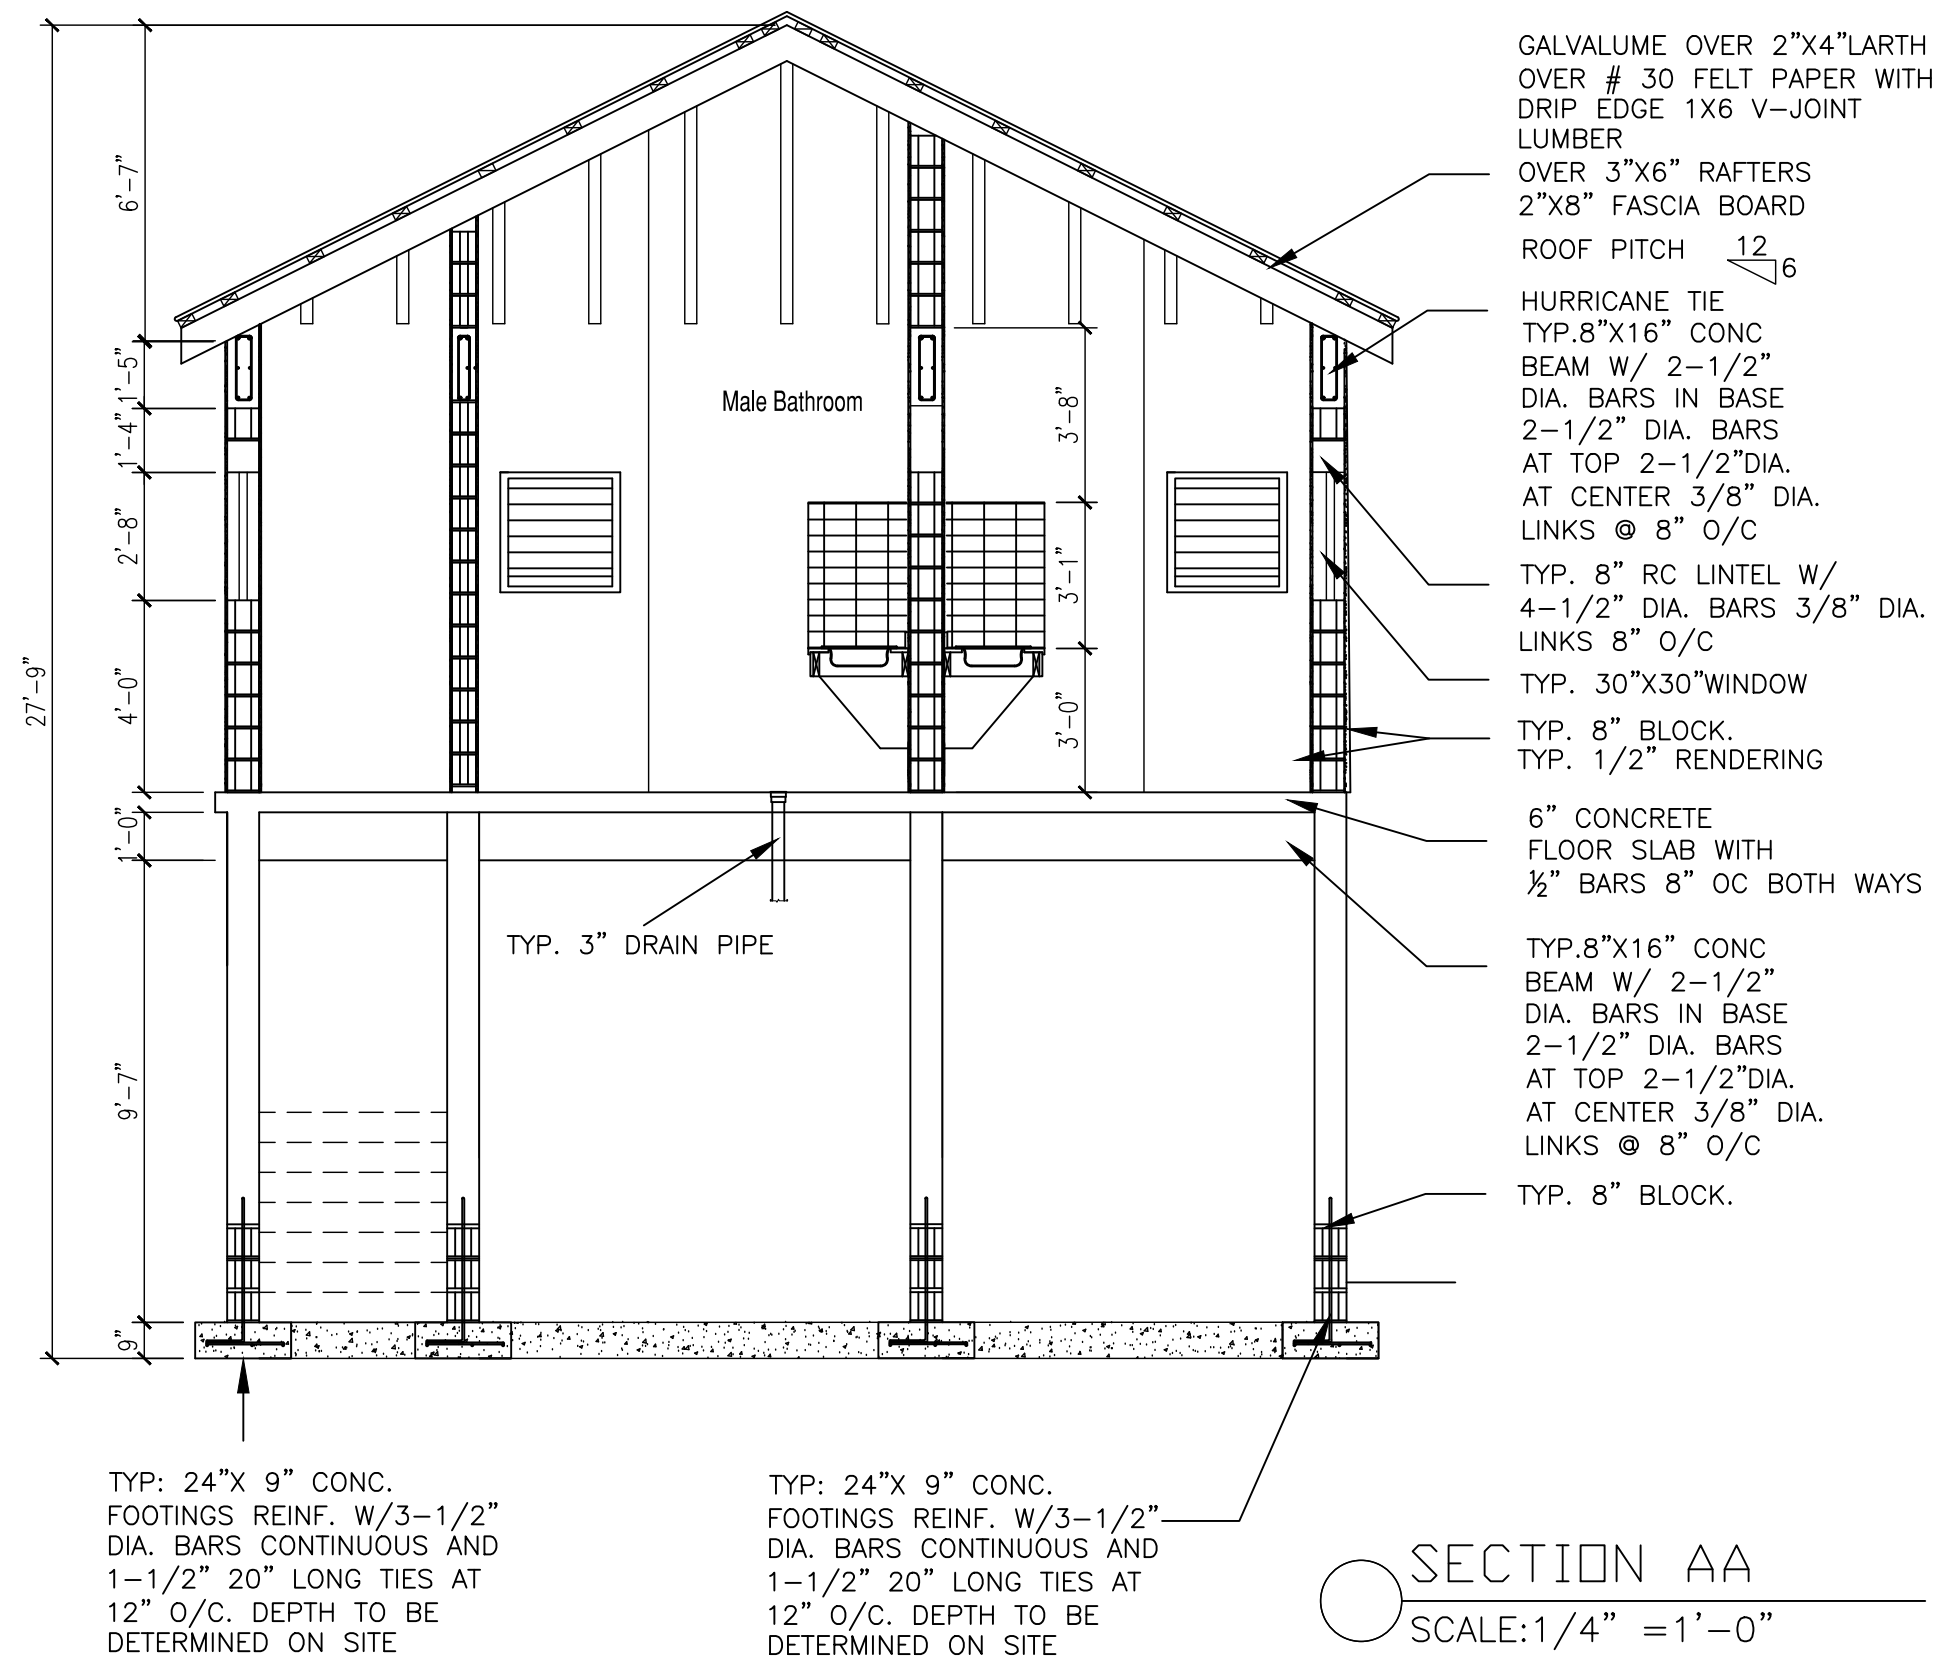 GALVALUME OVER 2”X4”LARTH
OVER # 30 FELT PAPER WITH
DRIP EDGE 1X6 V–JOINT
LUMBER
OVER 3”X6” RAFTERS
2”X8” FASCIA BOARD
ROOF PITCH 12
6
HURRICANE TIE
TYP.8”X16” CONC
BEAM W/ 2–1/2”
DIA. BARS IN BASE
2–1/2” DIA. BARS
AT TOP 2–1/2”DIA.
AT CENTER 3/8” DIA.
LINKS @ 8” O/C
TYP. 8” RC LINTEL W/
4–1/2” DIA. BARS 3/8” DIA.
LINKS 8” O/C
TYP. 30”X30”WINDOW
TYP. 8” BLOCK.
TYP. 1/2” RENDERING
6” CONCRETE
FLOOR SLAB WITH
½” BARS 8” OC BOTH WAYS
TYP.8”X16” CONC
BEAM W/ 2–1/2”
DIA. BARS IN BASE
2–1/2” DIA. BARS
AT TOP 2–1/2”DIA.
AT CENTER 3/8” DIA.
LINKS @ 8” O/C
TYP. 8” BLOCK.
27’–9”
6’–7”
1’–5”
1’–4”
2’–8”
4’–0”
1’–0”
9’–7”
9”
Male Bathroom
3’–8”
3’–1”
3’–0”
TYP. 3” DRAIN PIPE
TYP: 24”X 9” CONC.
FOOTINGS REINF. W/3–1/2”
DIA. BARS CONTINUOUS AND
1–1/2” 20” LONG TIES AT
12” O/C. DEPTH TO BE
DETERMINED ON SITE
TYP: 24”X 9” CONC.
FOOTINGS REINF. W/3–1/2”
DIA. BARS CONTINUOUS AND
1–1/2” 20” LONG TIES AT
12” O/C. DEPTH TO BE
DETERMINED ON SITE
SECTION AA
SCALE:1/4” =1’–0”